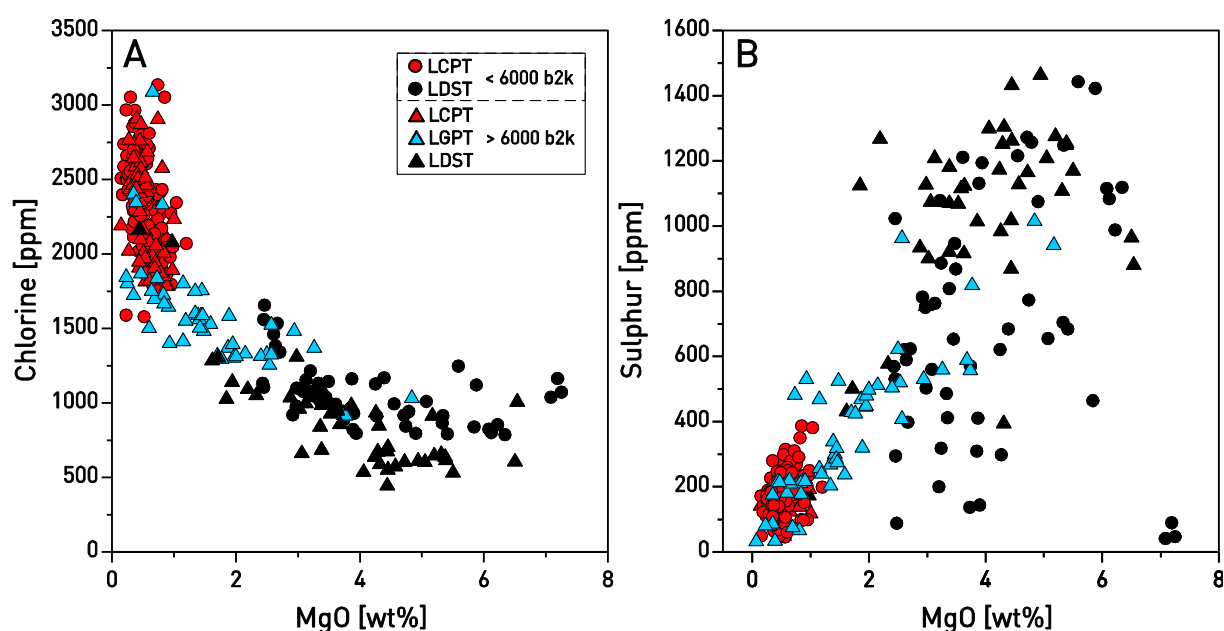 A
Chlorine [ppm]
3500
3000
2500
2000
1500
1000
500
0
0 2 4 6 8
MgO [wt%]
LCPT
LDST
< 6000 b2k
LCPT
LGPT > 6000 b2k
LDST
B
Sulphur [ppm]
1600
1400
1200
1000
800
600
400
200
0
0 2 4 6 8
MgO [wt%]